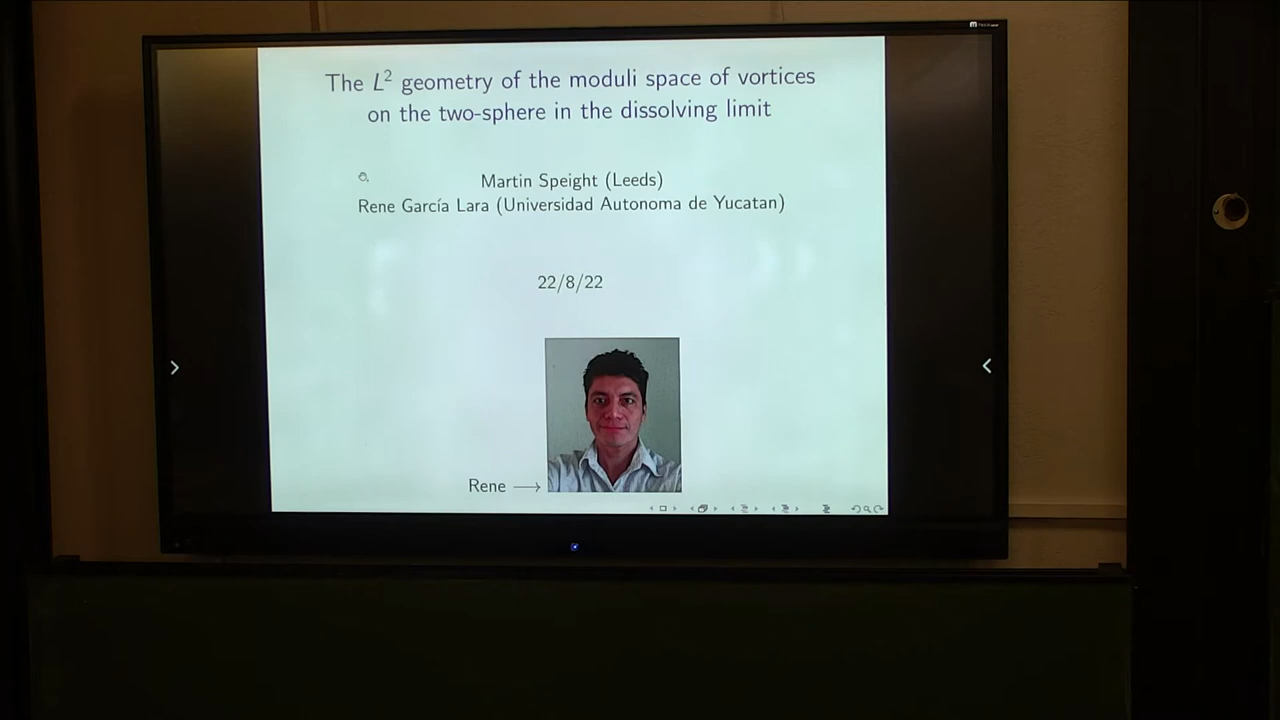 The L² geometry of the moduli space of vortices
on the two-sphere in the dissolving limit
Martin Speight (Leeds)
Rene García Lara (Universidad Autonoma de Yucatan)
22/8/22
Rene →